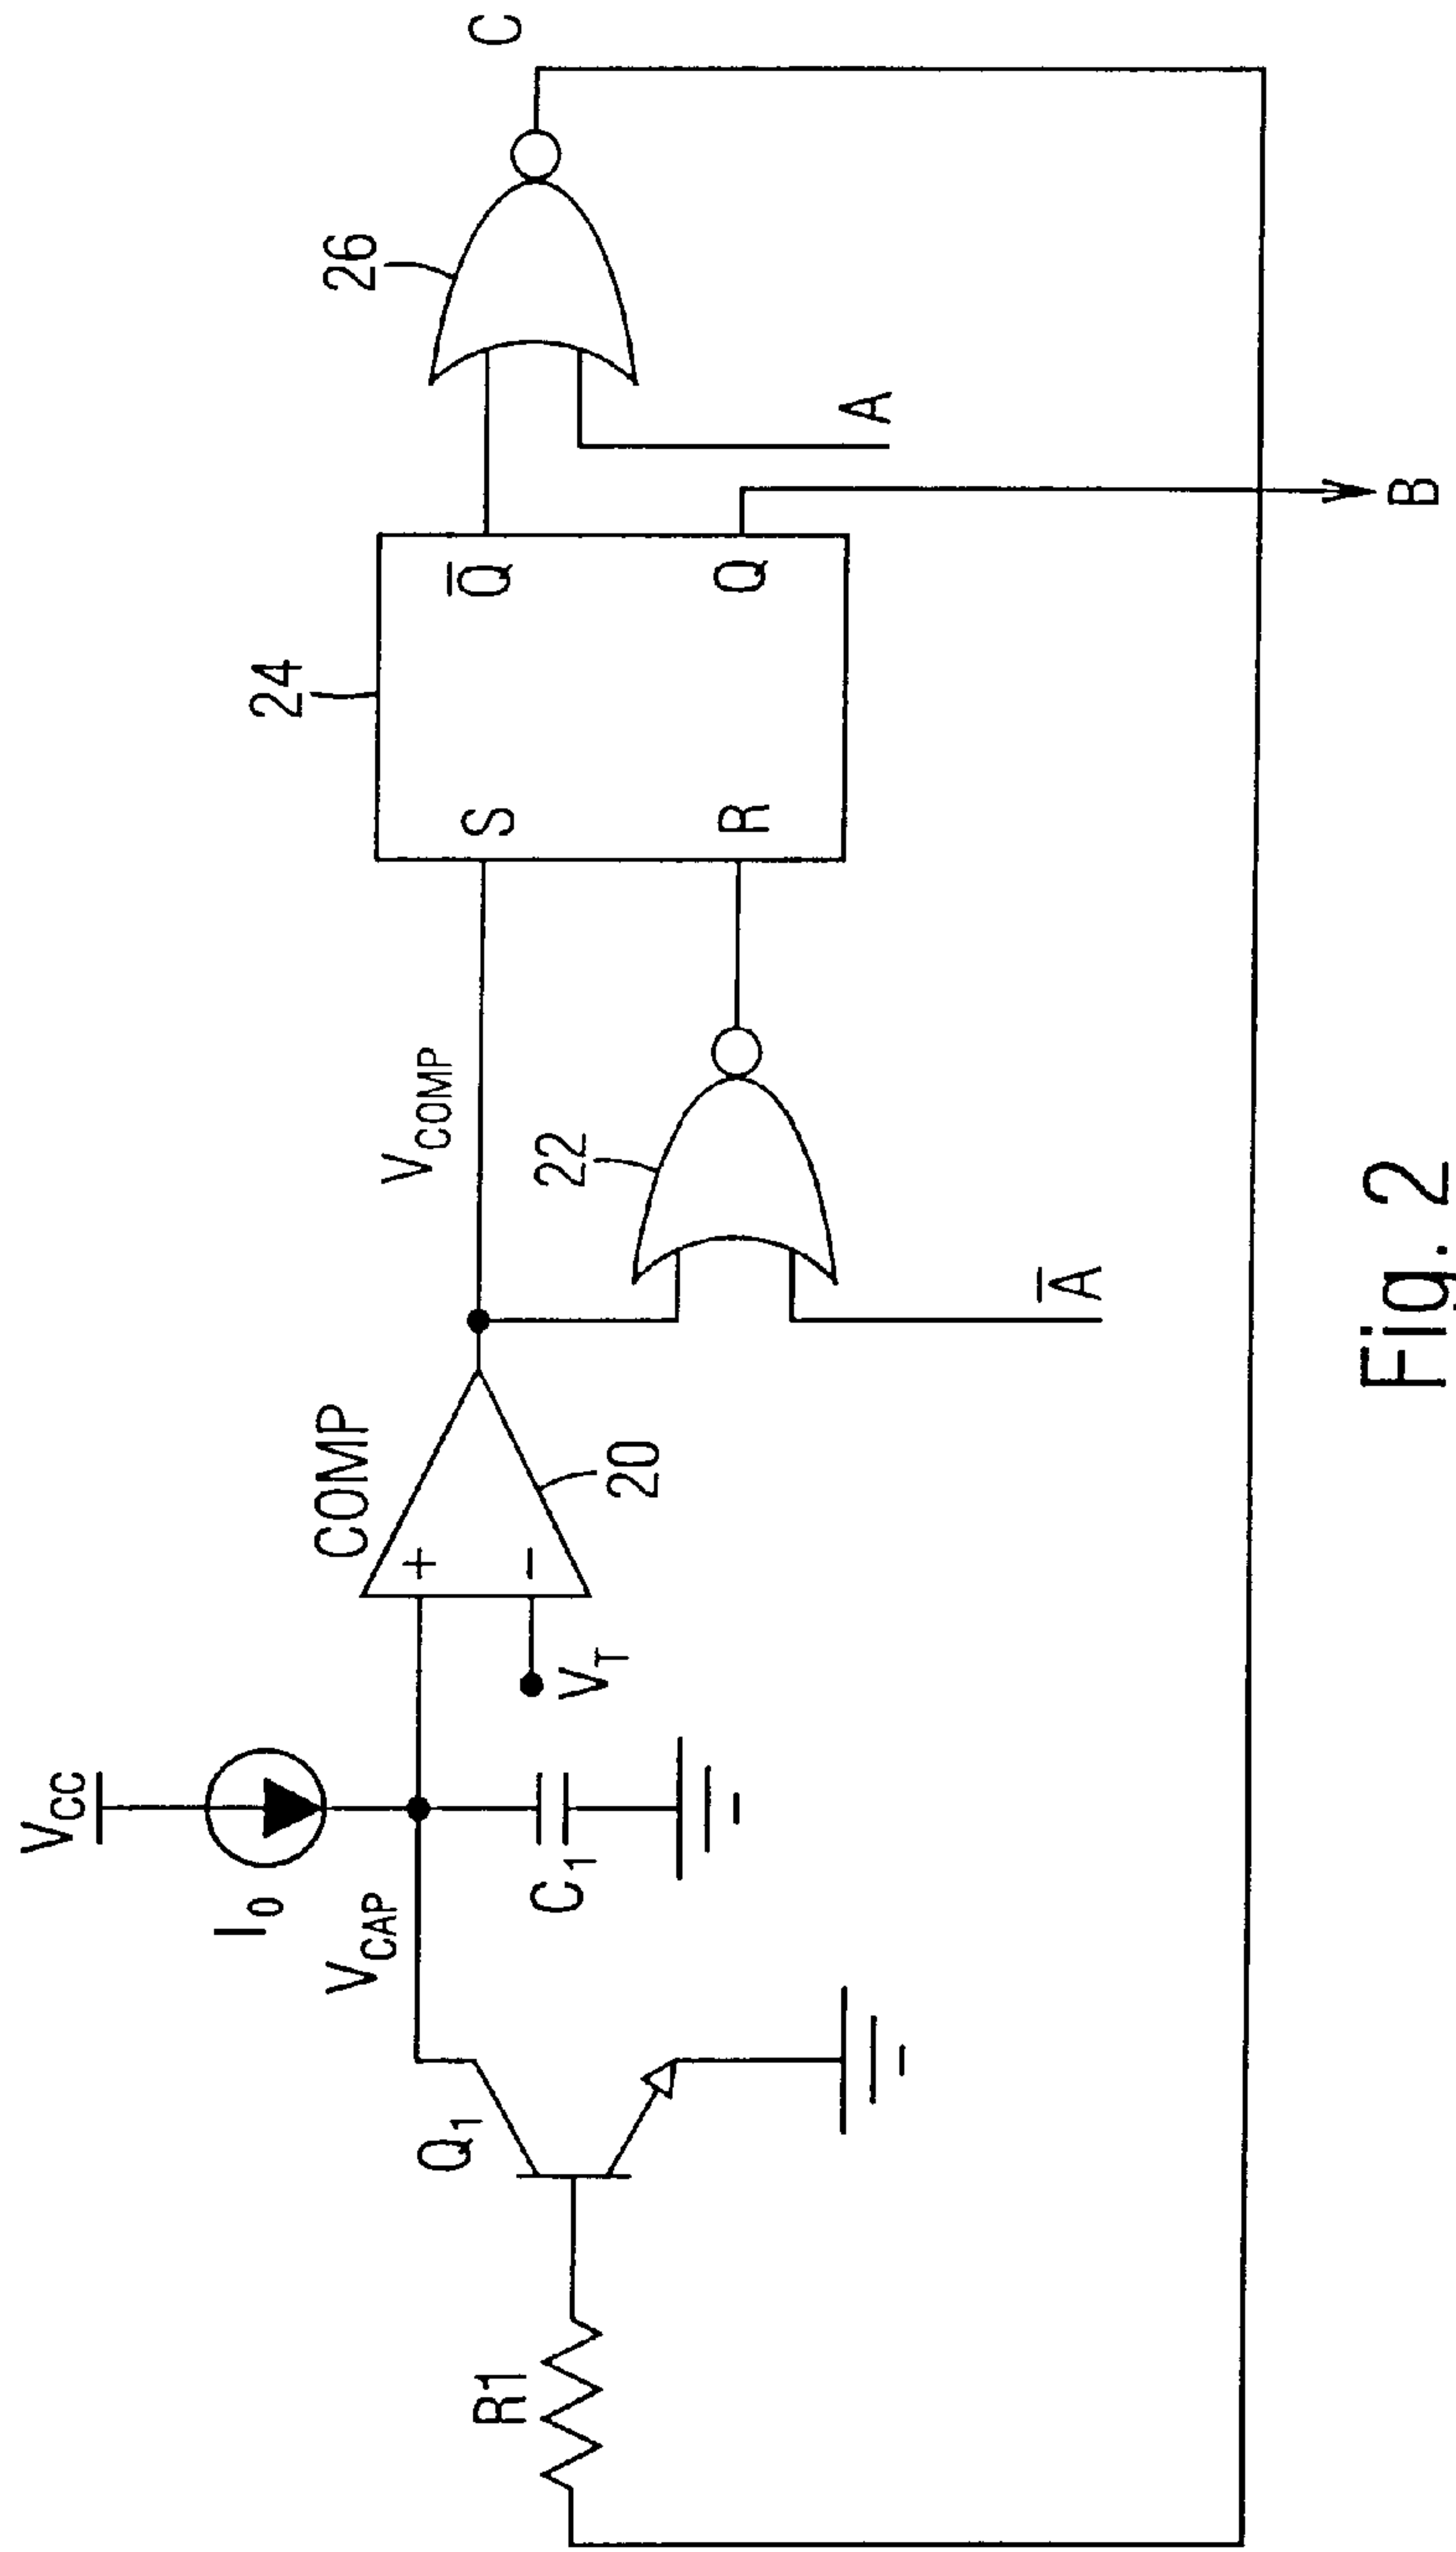 V_CC
I_0
V_CAP
Q_1
R1
C_1
V_T
COMP
+
−
20
V_COMP
22
A̅
24
S
R
Q̅
Q
26
A
C
B
Fig. 2